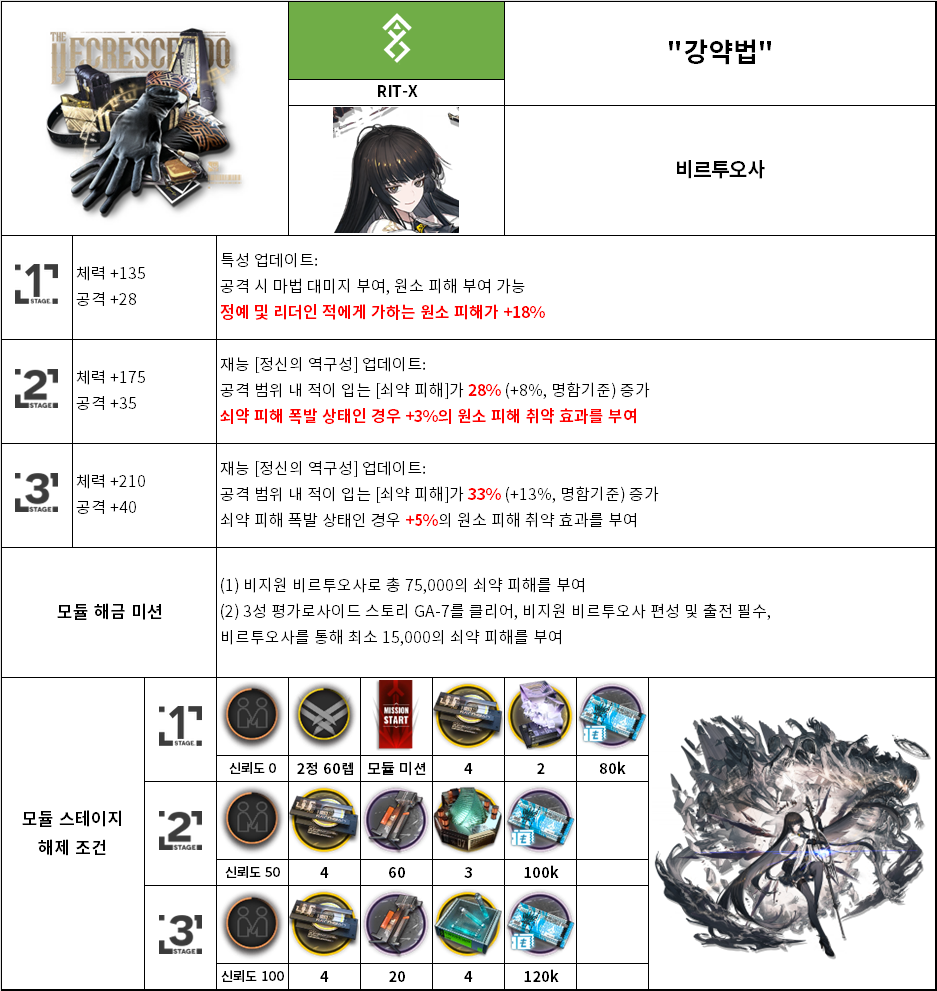 THE
DECRESCENDO
RIT-X
"강약법"
비르투오사
1
STAGE.
체력 +135
공격 +28
특성 업데이트:
공격 시 마법 대미지 부여, 원소 피해 부여 가능
정예 및 리더인 적에게 가하는 원소 피해가 +18%
2
STAGE.
체력 +175
공격 +35
재능 [정신의 역구성] 업데이트:
공격 범위 내 적이 입는 [쇠약 피해]가 28% (+8%, 명함기준) 증가
쇠약 피해 폭발 상태인 경우 +3%의 원소 피해 취약 효과를 부여
3
STAGE.
체력 +210
공격 +40
재능 [정신의 역구성] 업데이트:
공격 범위 내 적이 입는 [쇠약 피해]가 33% (+13%, 명함기준) 증가
쇠약 피해 폭발 상태인 경우 +5%의 원소 피해 취약 효과를 부여
모듈 해금 미션
(1) 비지원 비르투오사로 총 75,000의 쇠약 피해를 부여
(2) 3성 평가로사이드 스토리 GA-7를 클리어, 비지원 비르투오사 편성 및 출전 필수,
비르투오사를 통해 최소 15,000의 쇠약 피해를 부여
모듈 스테이지
해제 조건
1
STAGE.
MISSION
START
신뢰도 0
2정 60렙
모듈 미션
4
2
80k
2
STAGE.
신뢰도 50
4
60
3
100k
3
STAGE.
신뢰도 100
4
20
4
120k